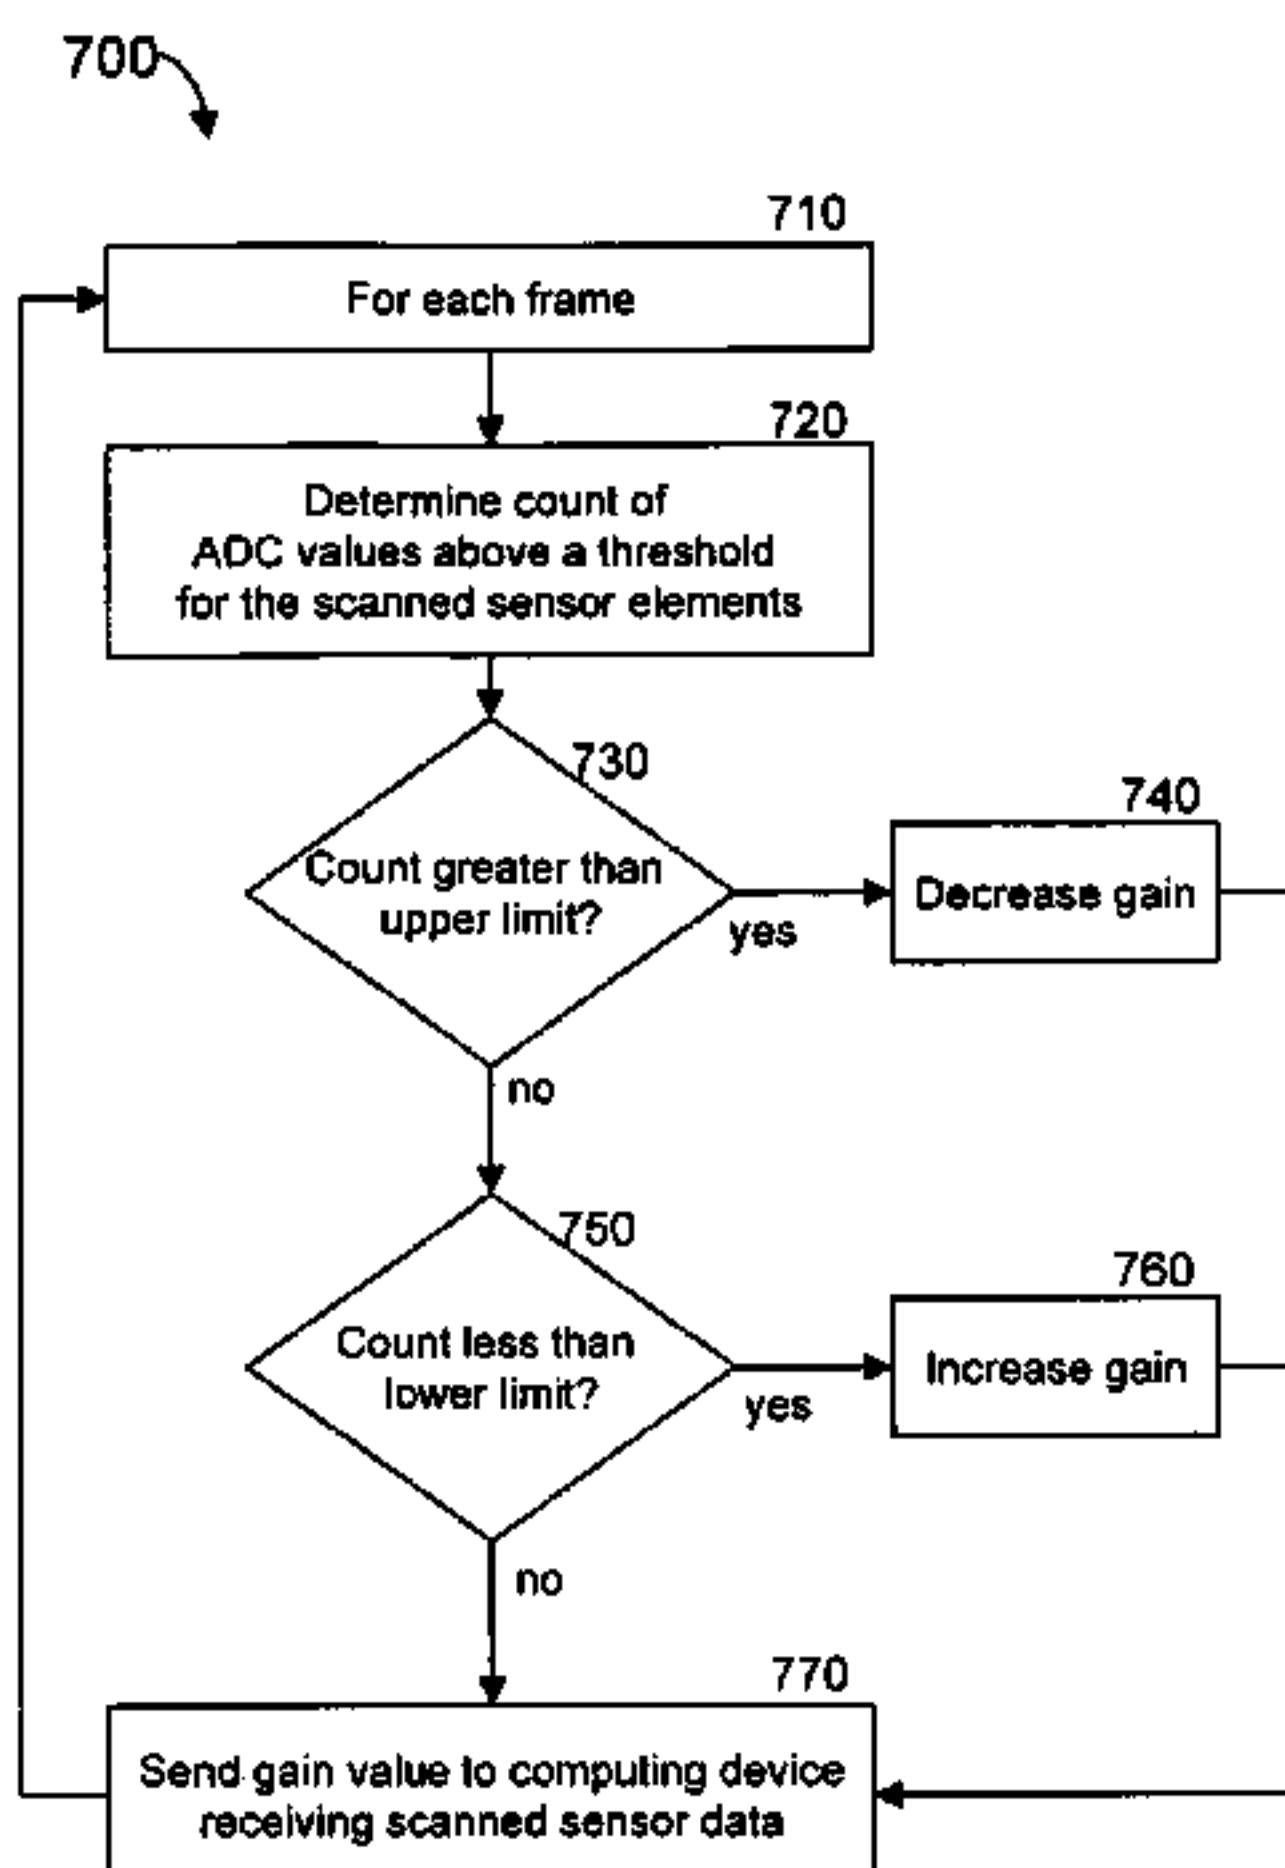 700
710
For each frame
720
Determine count of
ADC values above a threshold
for the scanned sensor elements
730
Count greater than
upper limit?
yes
740
Decrease gain
no
750
Count less than
lower limit?
yes
760
Increase gain
no
770
Send gain value to computing device
receiving scanned sensor data